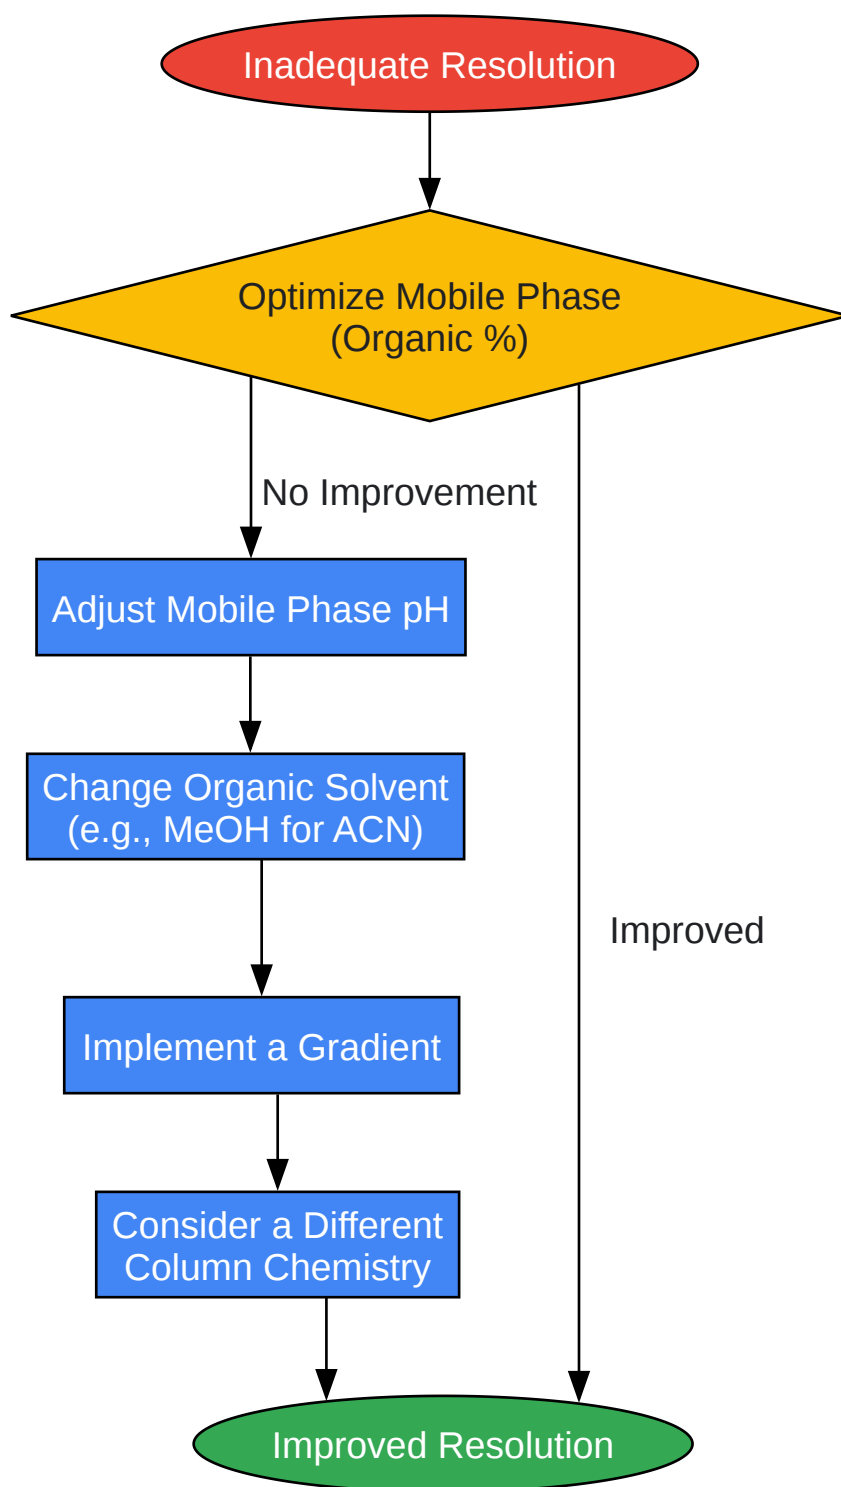 Inadequate Resolution
Optimize Mobile Phase
(Organic %)
No Improvement
Adjust Mobile Phase pH
Change Organic Solvent
(e.g., MeOH for ACN)
Improved
Implement a Gradient
Consider a Different
Column Chemistry
Improved Resolution